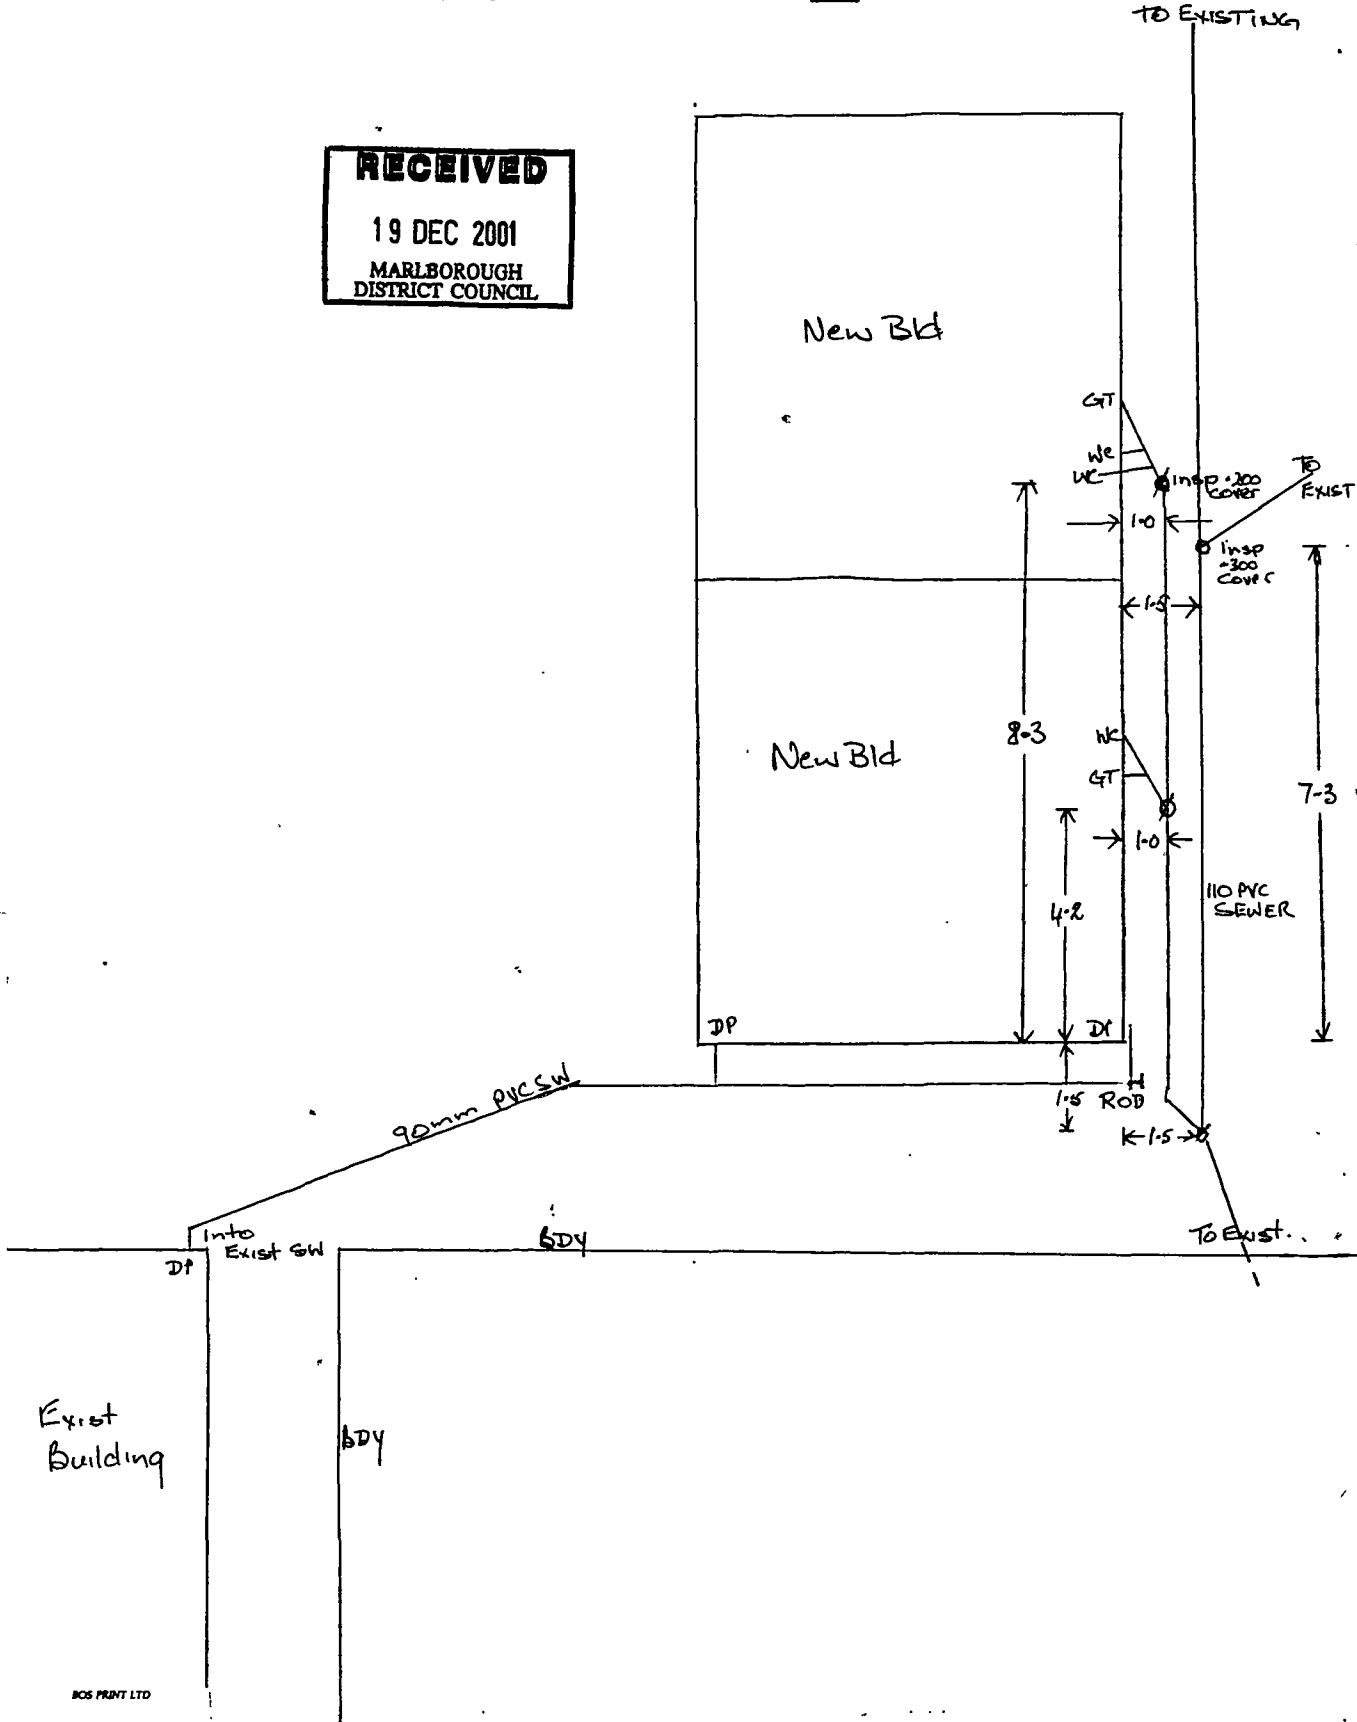 TO EXISTING
RECEIVED
19 DEC 2001
MARLBOROUGH
DISTRICT COUNCIL
New Bld
GT
WC
WC
insp .200
cover
To
EXIST
1.0
insp
.300
cover
1.5
8.3
New Bld
WC
GT
7.3
1.0
4.2
110 PVC
SEWER
DP
DP
90mm PVC SW
1.5
ROD
1.5
Into
Exist SW
BDY
To Exist..
DP
Exist
Building
BDY
BOS PRINT LTD